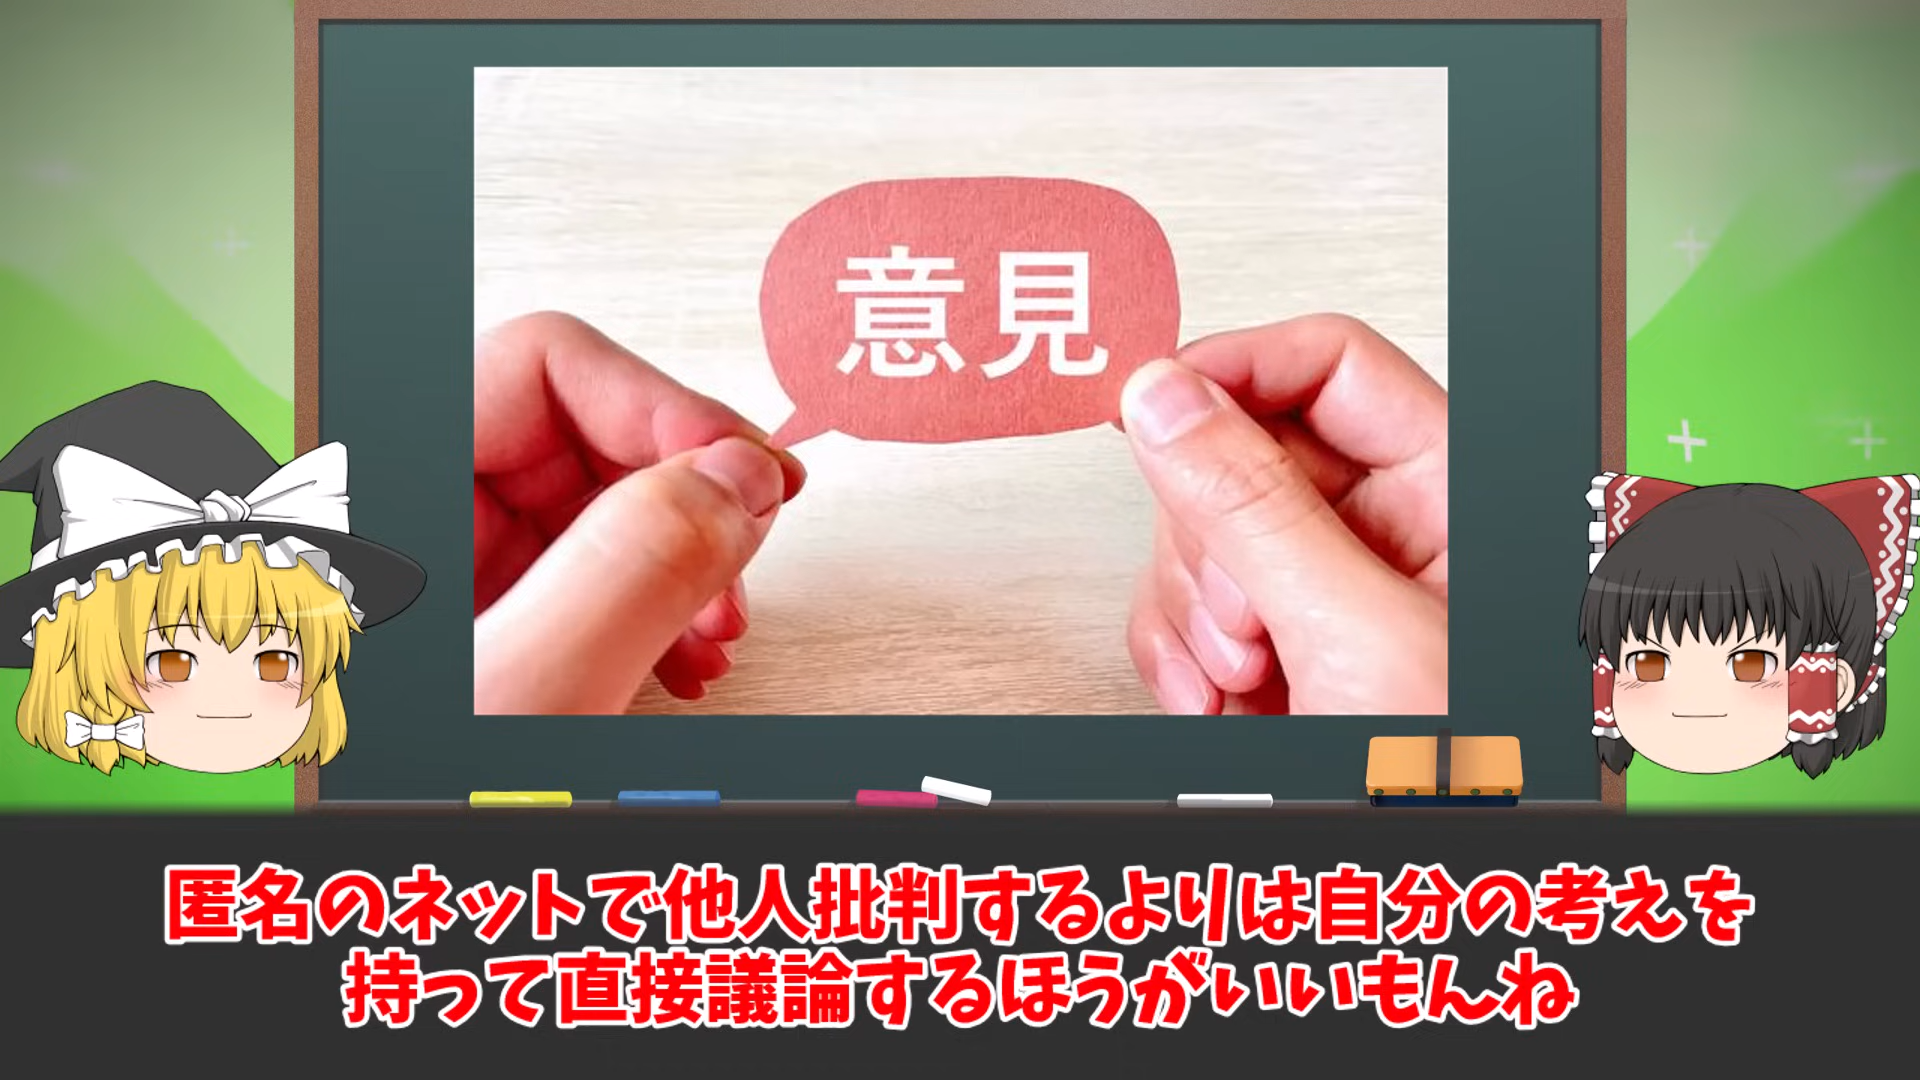 意見
匿名のネットで他人批判するよりは自分の考えを
持って直接議論するほうがいいもんね